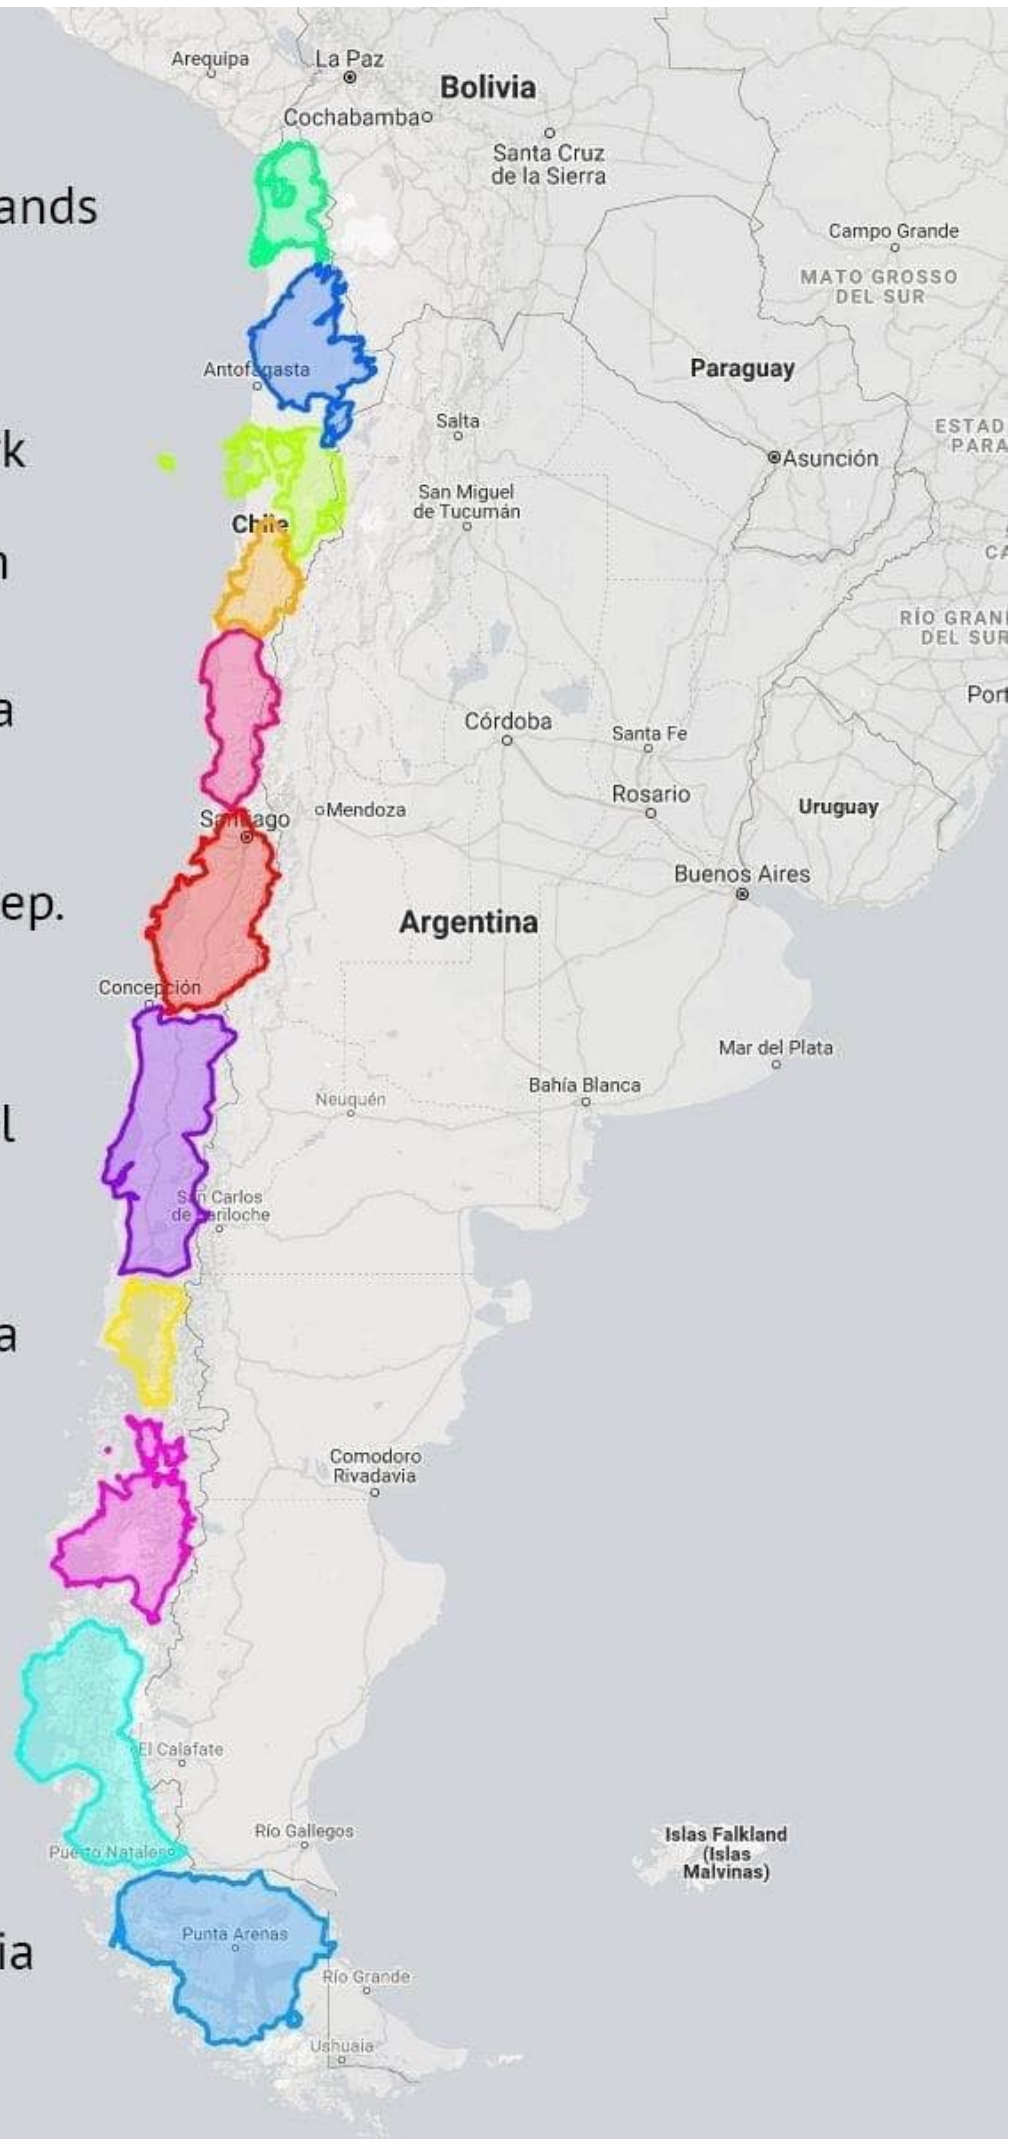 Arequipa
La Paz
Bolivia
Cochabamba
Santa Cruz
de la Sierra
ands
Campo Grande
MATO GROSSO
DEL SUR
Antofagasta
Paraguay
Salta
ESTAD
PARA
rk
Asunción
San Miguel
de Tucumán
Chile
n
CA
RÍO GRAN
DEL SUR
a
Port
Córdoba
Santa Fe
Rosario
Uruguay
Santiago
Mendoza
Buenos Aires
ep.
Argentina
Concepción
Mar del Plata
Bahía Blanca
Neuquén
l
San Carlos
de Bariloche
a
Comodoro
Rivadavia
El Calafate
Río Gallegos
Islas Falkland
(Islas
Malvinas)
Puerto Natales
Punta Arenas
ia
Río Grande
Ushuaia